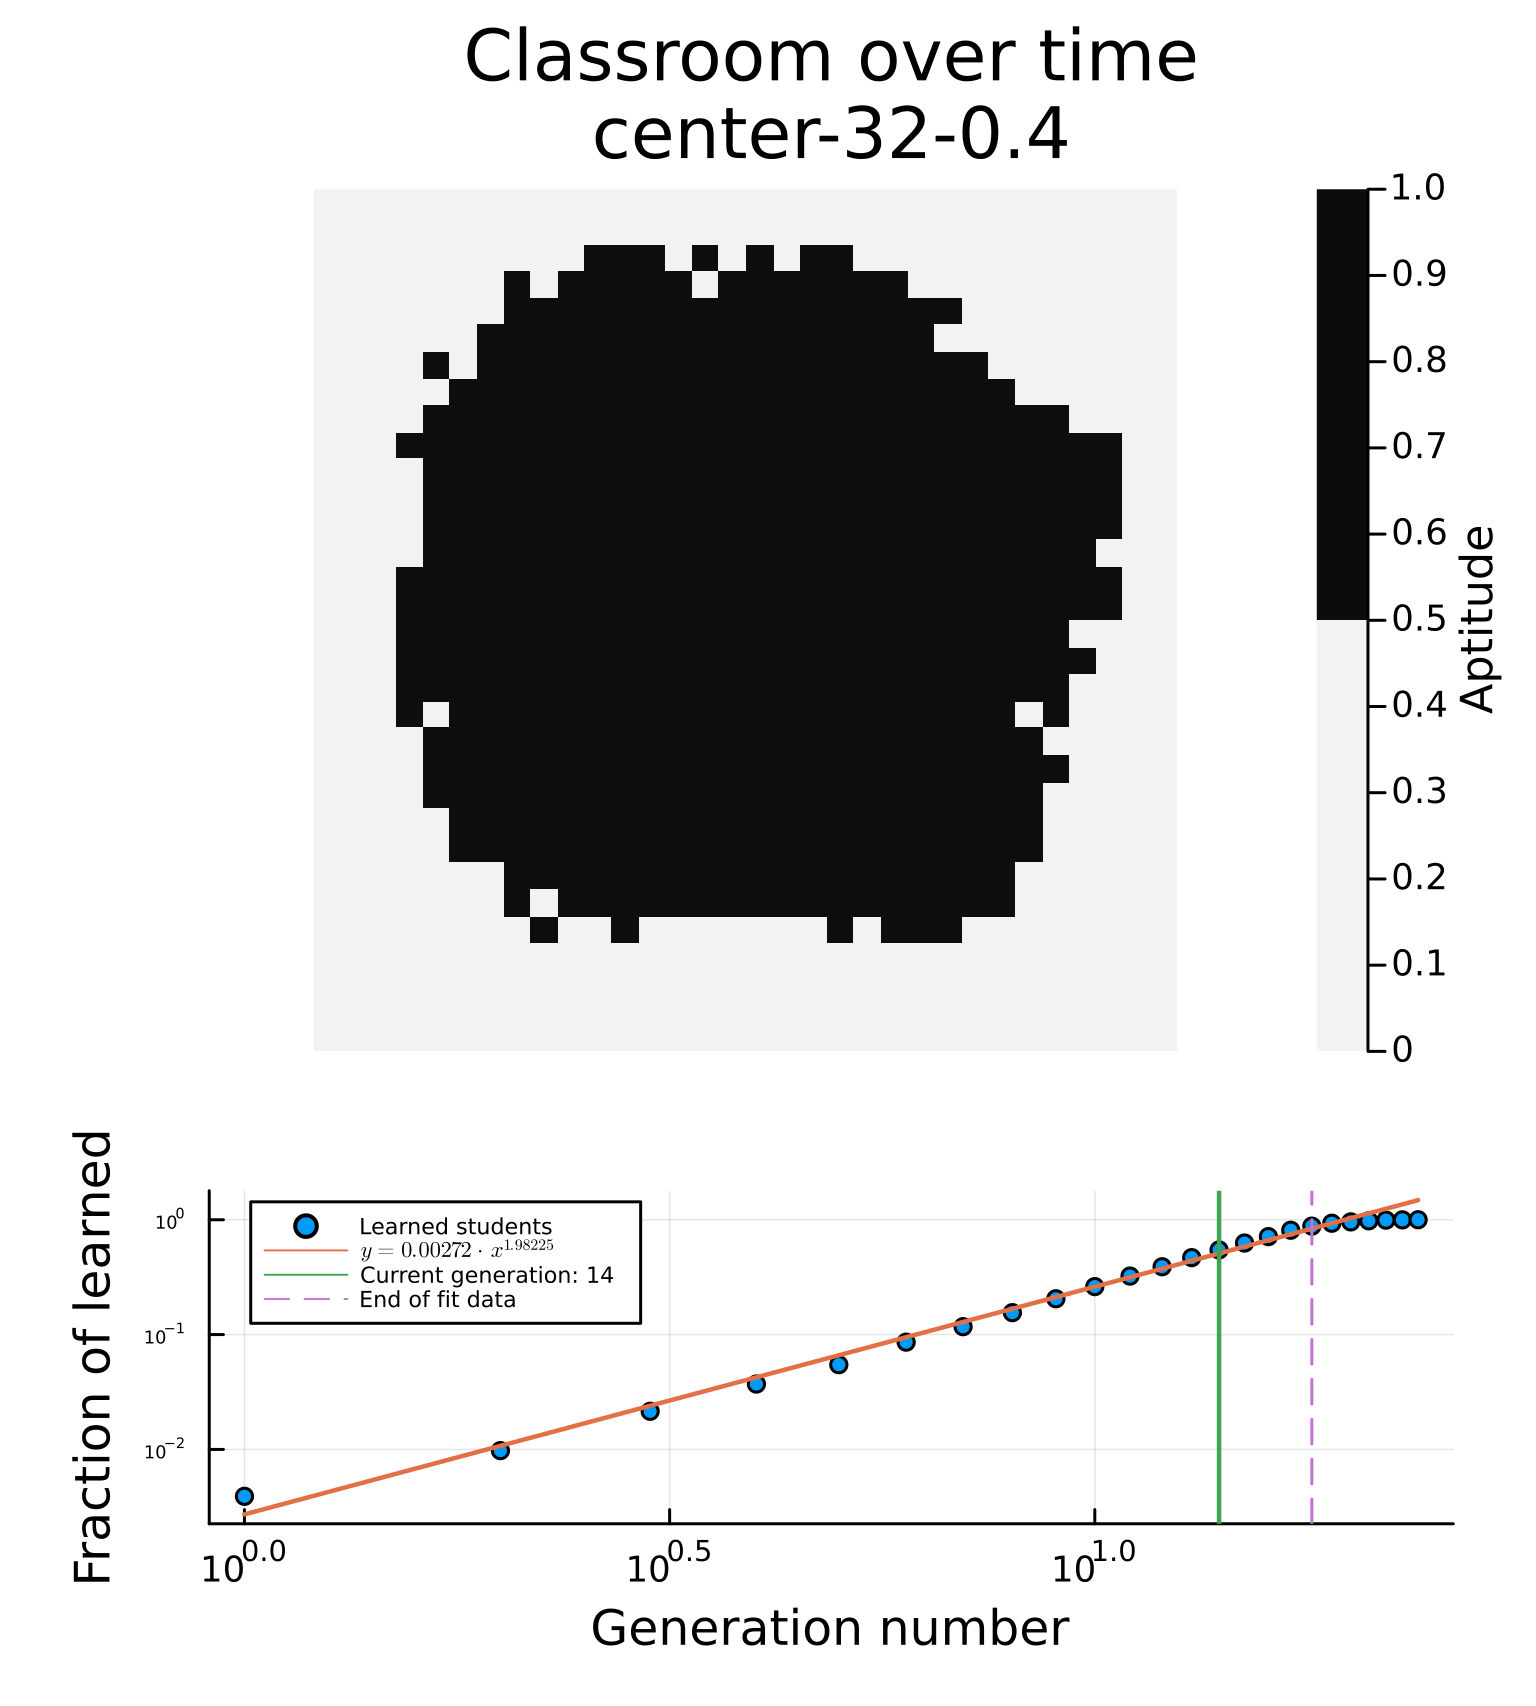 Classroom over time
center-32-0.4
1.0
0.9
0.8
0.7
0.6
0.5
0.4
0.3
0.2
0.1
0
Aptitude
Fraction of learned
10^0
10^−1
10^−2
Learned students
y = 0.00272 · x^1.98225
Current generation: 14
End of fit data
10^0.0
10^0.5
10^1.0
Generation number